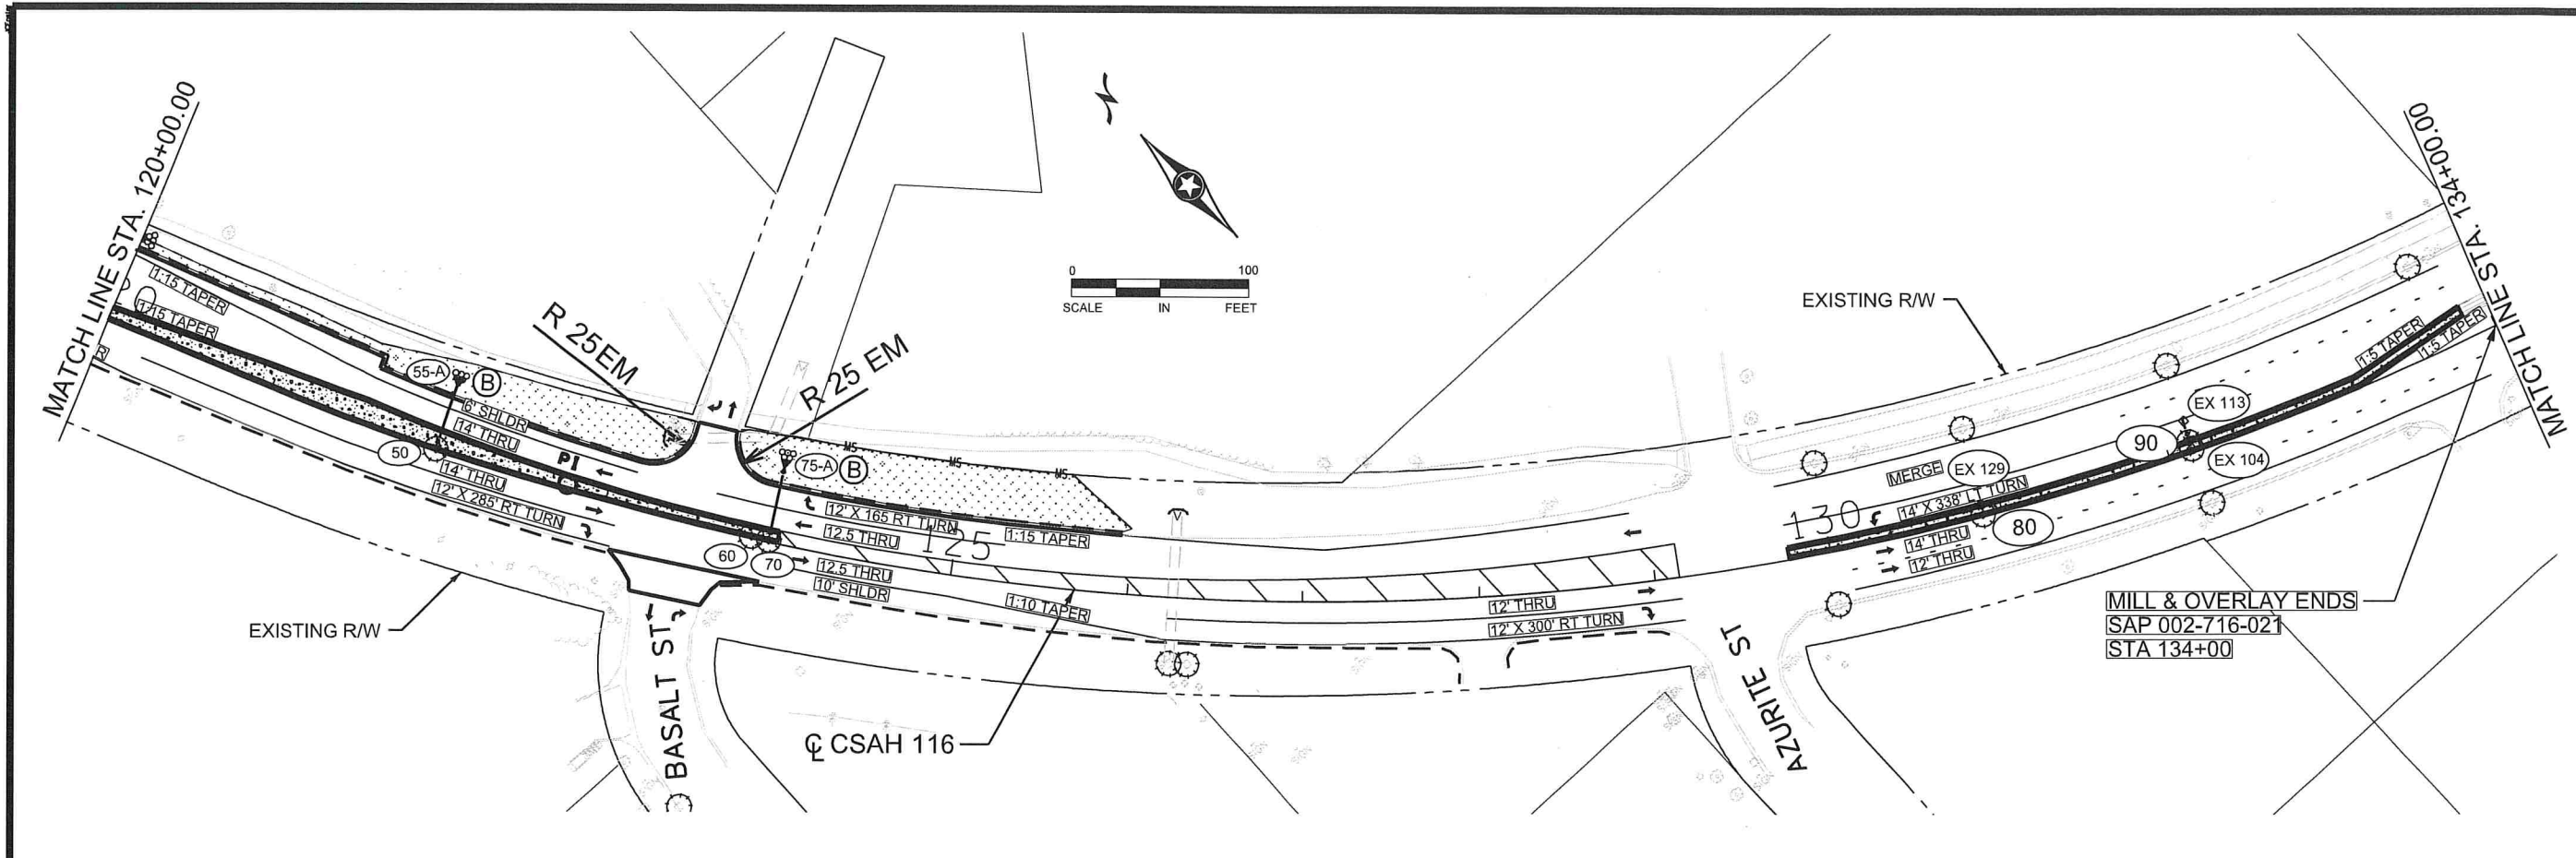 MATCH LINE STA. 120+00.00
1:15 TAPER
1:15 TAPER
R
R 25EM
R 25 EM
55-A
B
6' SHLDR
14' THRU
50
14' THRU
12' X 285' RT TURN
PI
75-A
B
MS
MS
MS
12' X 165 RT TURN
12.5 THRU
125
1:15 TAPER
60
70
12.5 THRU
10' SHLDR
1:10 TAPER
EXISTING R/W
BASALT ST
℄ CSAH 116
0
100
SCALE
IN
FEET
EXISTING R/W
12' THRU
12' X 300' RT TURN
AZURITE ST
130
MERGE
EX 129
14' X 338' LT TURN
14' THRU
12' THRU
80
90
EX 113
EX 104
1:5 TAPER
1:5 TAPER
MATCH LINE STA. 134+00.00
MILL & OVERLAY ENDS
SAP 002-716-021
STA 134+00